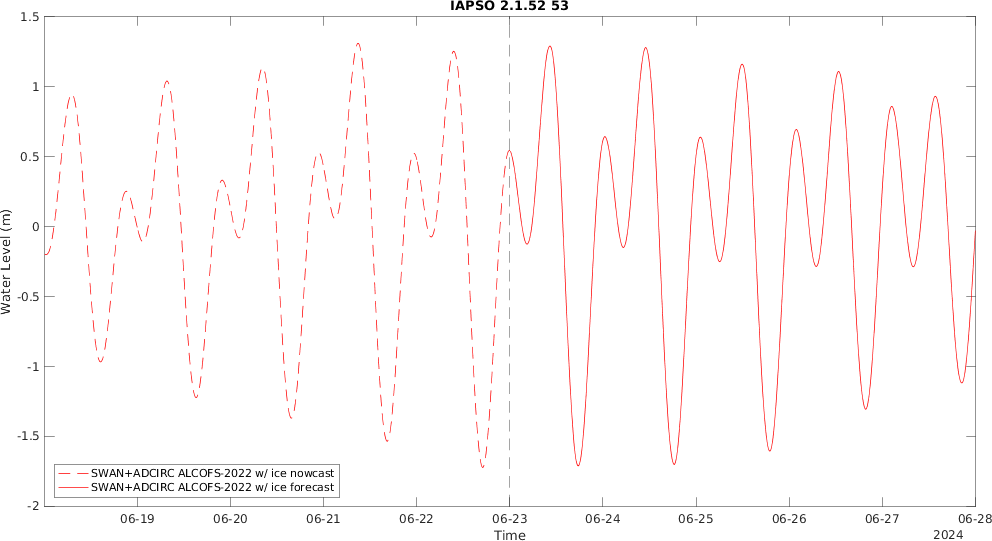 IAPSO 2.1.52 53
1.5
1
0.5
0
-0.5
-1
-1.5
-2
Water Level (m)
SWAN+ADCIRC ALCOFS-2022 w/ ice nowcast
SWAN+ADCIRC ALCOFS-2022 w/ ice forecast
06-19 06-20 06-21 06-22 06-23 06-24 06-25 06-26 06-27 06-28
Time
2024